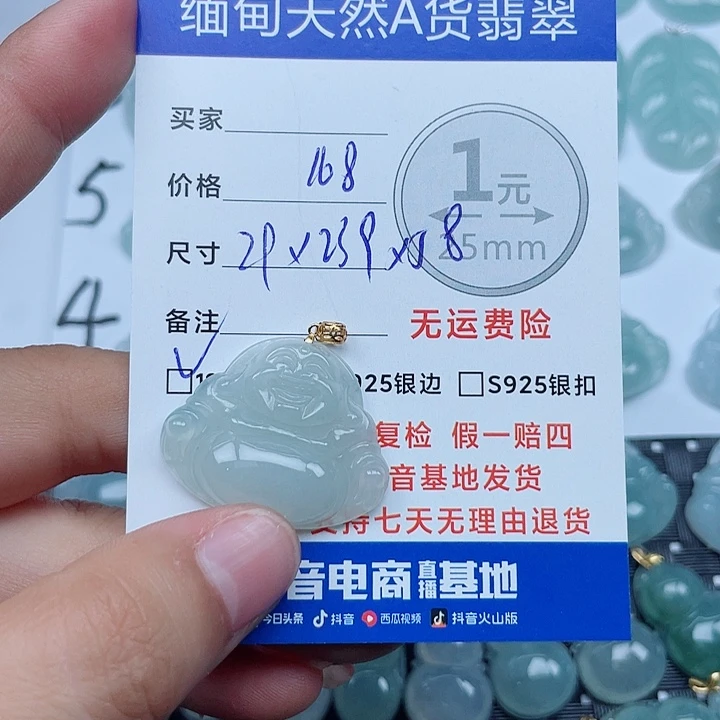 缅甸天然A货翡翠
买家
1元
价格 168
尺寸
25mm
备注
无运费险
925银边 S925银扣
复检 假一赔四
音基地发货
支持七天无理由退货
音电商直播基地
今日头条 抖音 西瓜视频 抖音火山版
5
4